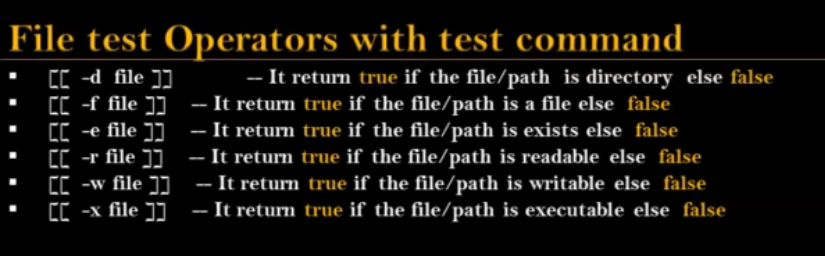 File test Operators with test command
▪ [[ -d file ]] -- It return true if the file/path is directory else false
▪ [[ -f file ]] -- It return true if the file/path is a file else false
▪ [[ -e file ]] -- It return true if the file/path is exists else false
▪ [[ -r file ]] -- It return true if the file/path is readable else false
▪ [[ -w file ]] -- It return true if the file/path is writable else false
▪ [[ -x file ]] -- It return true if the file/path is executable else false